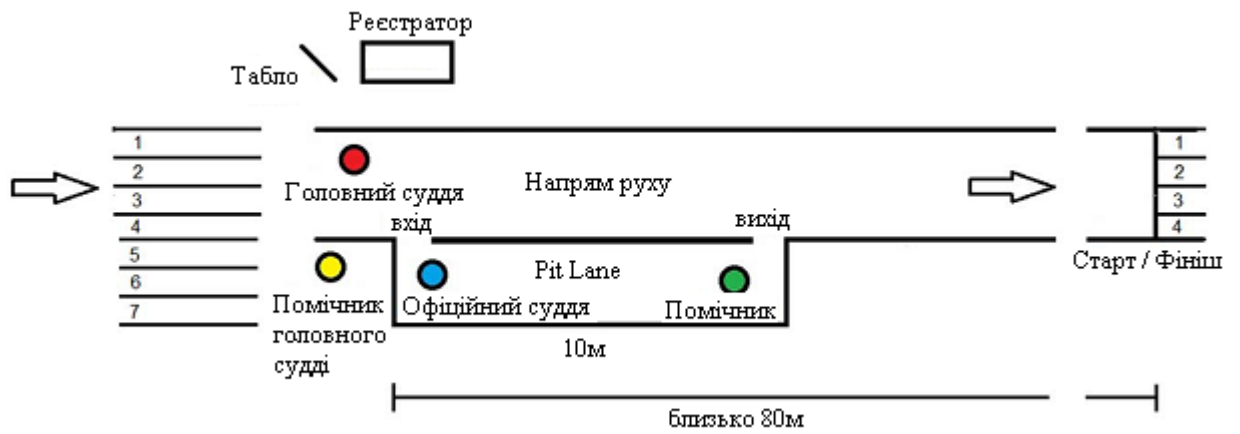 Реєстратор
Табло
1
2
3
4
5
6
7
Головний суддя
Напрям руху
вхід
вихід
1
2
3
4
Старт / Фініш
Pit Lane
Помічник
головного
судді
Офіційний суддя
Помічник
10м
близько 80м